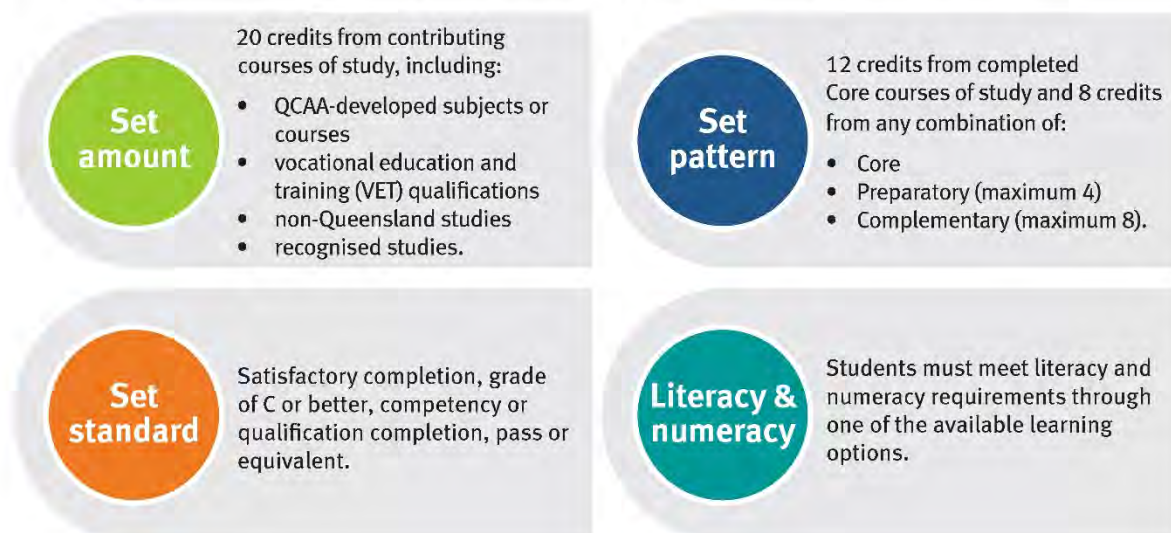 Set
amount
20 credits from contributing
courses of study, including:
• QCAA-developed subjects or
courses
• vocational education and
training (VET) qualifications
• non-Queensland studies
• recognised studies.
Set
pattern
12 credits from completed
Core courses of study and 8 credits
from any combination of:
• Core
• Preparatory (maximum 4)
• Complementary (maximum 8).
Set
standard
Satisfactory completion, grade
of C or better, competency or
qualification completion, pass or
equivalent.
Literacy &
numeracy
Students must meet literacy and
numeracy requirements through
one of the available learning
options.